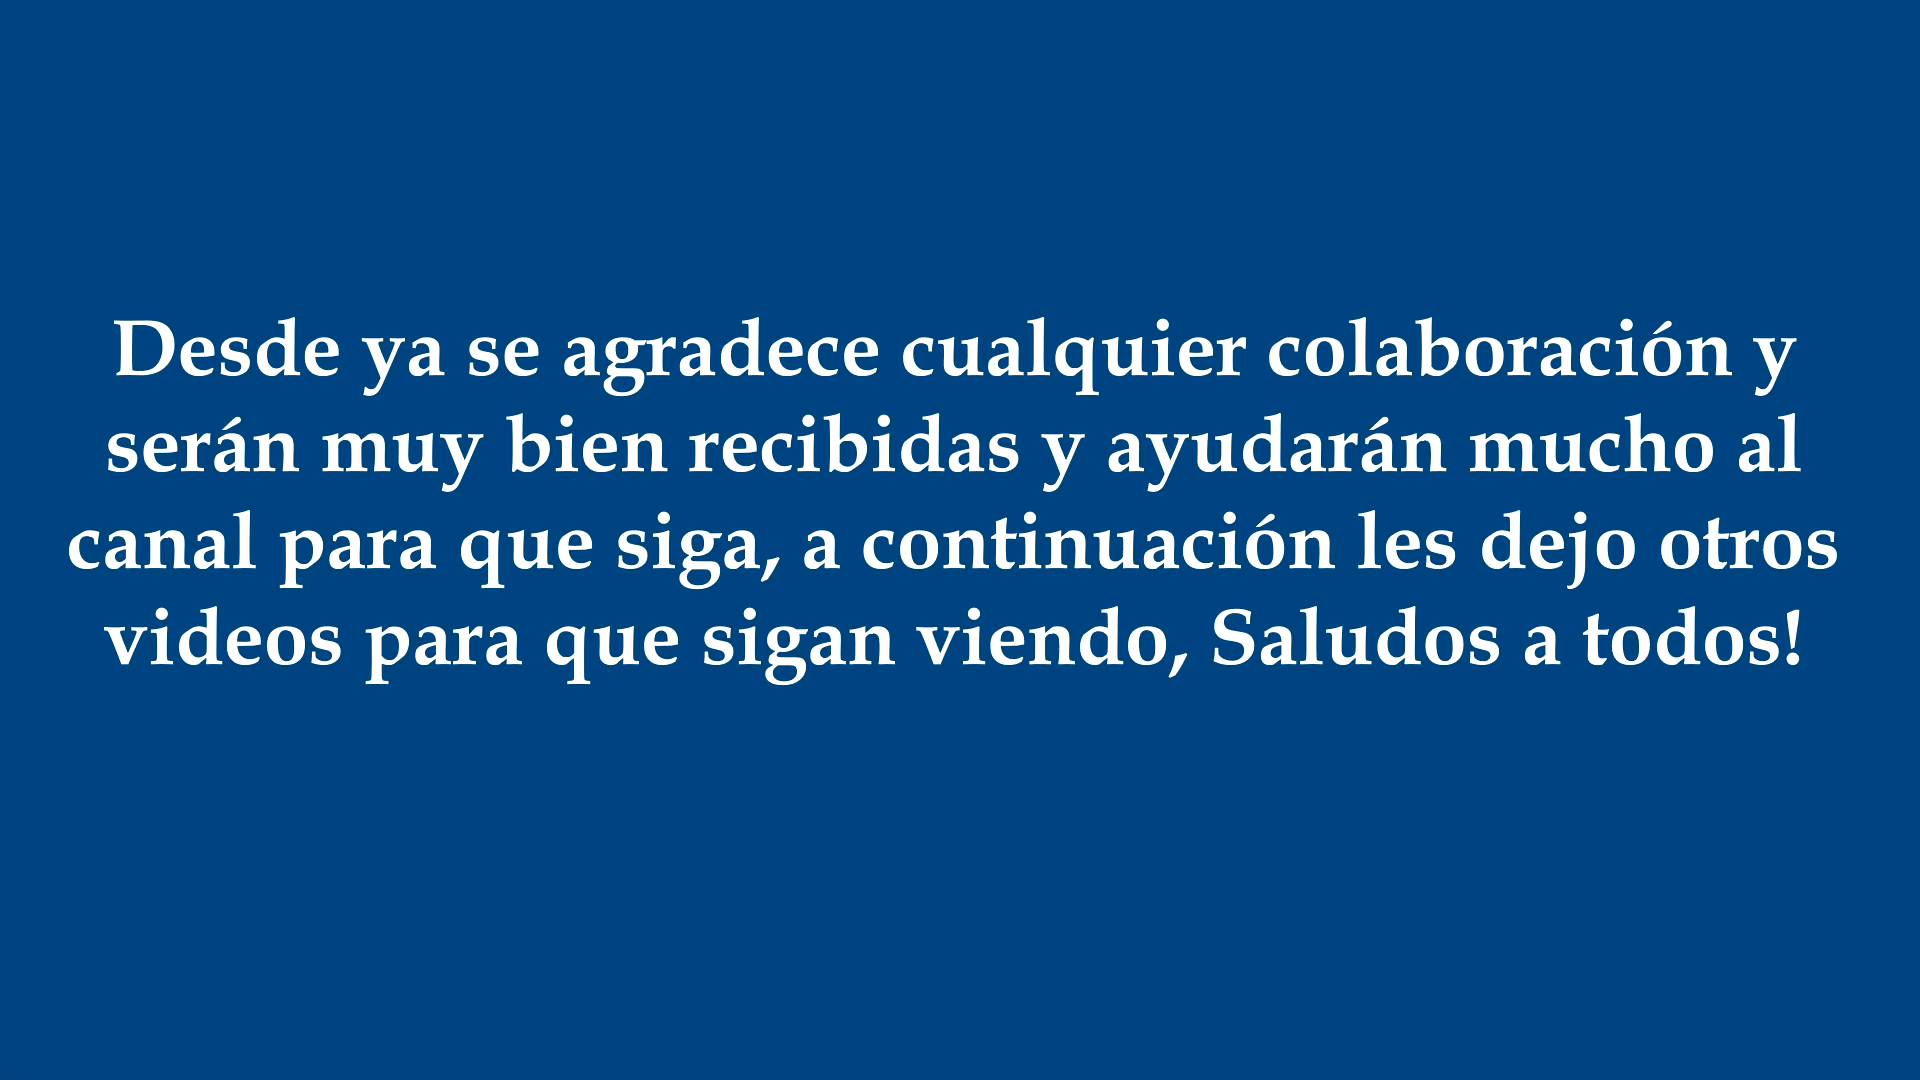 Desde ya se agradece cualquier colaboración y
serán muy bien recibidas y ayudarán mucho al
canal para que siga, a continuación les dejo otros
videos para que sigan viendo, Saludos a todos!